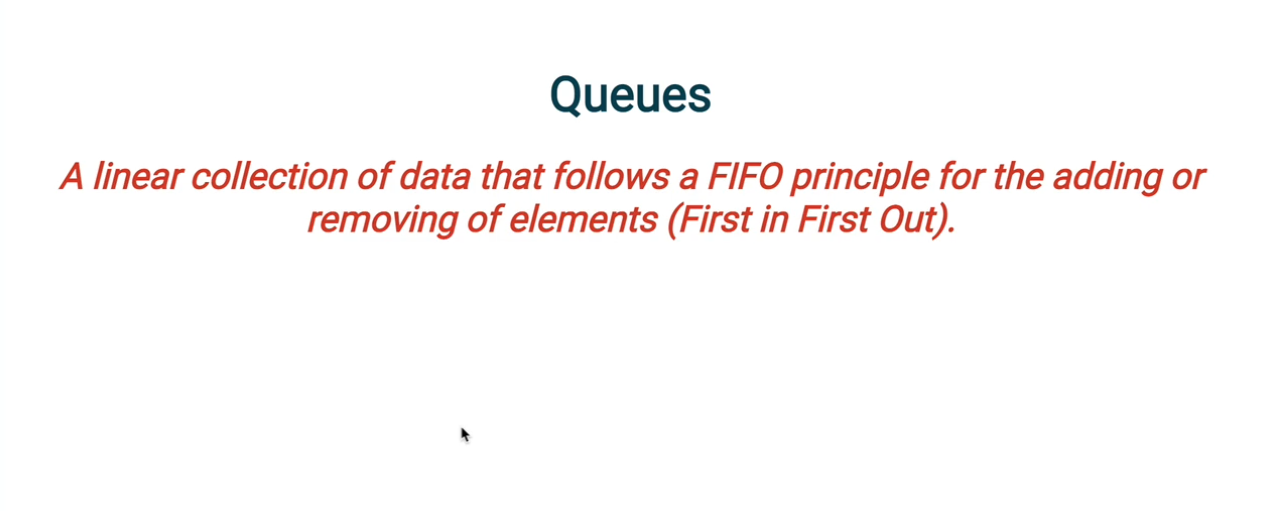 Queues
A linear collection of data that follows a FIFO principle for the adding or
removing of elements (First in First Out).